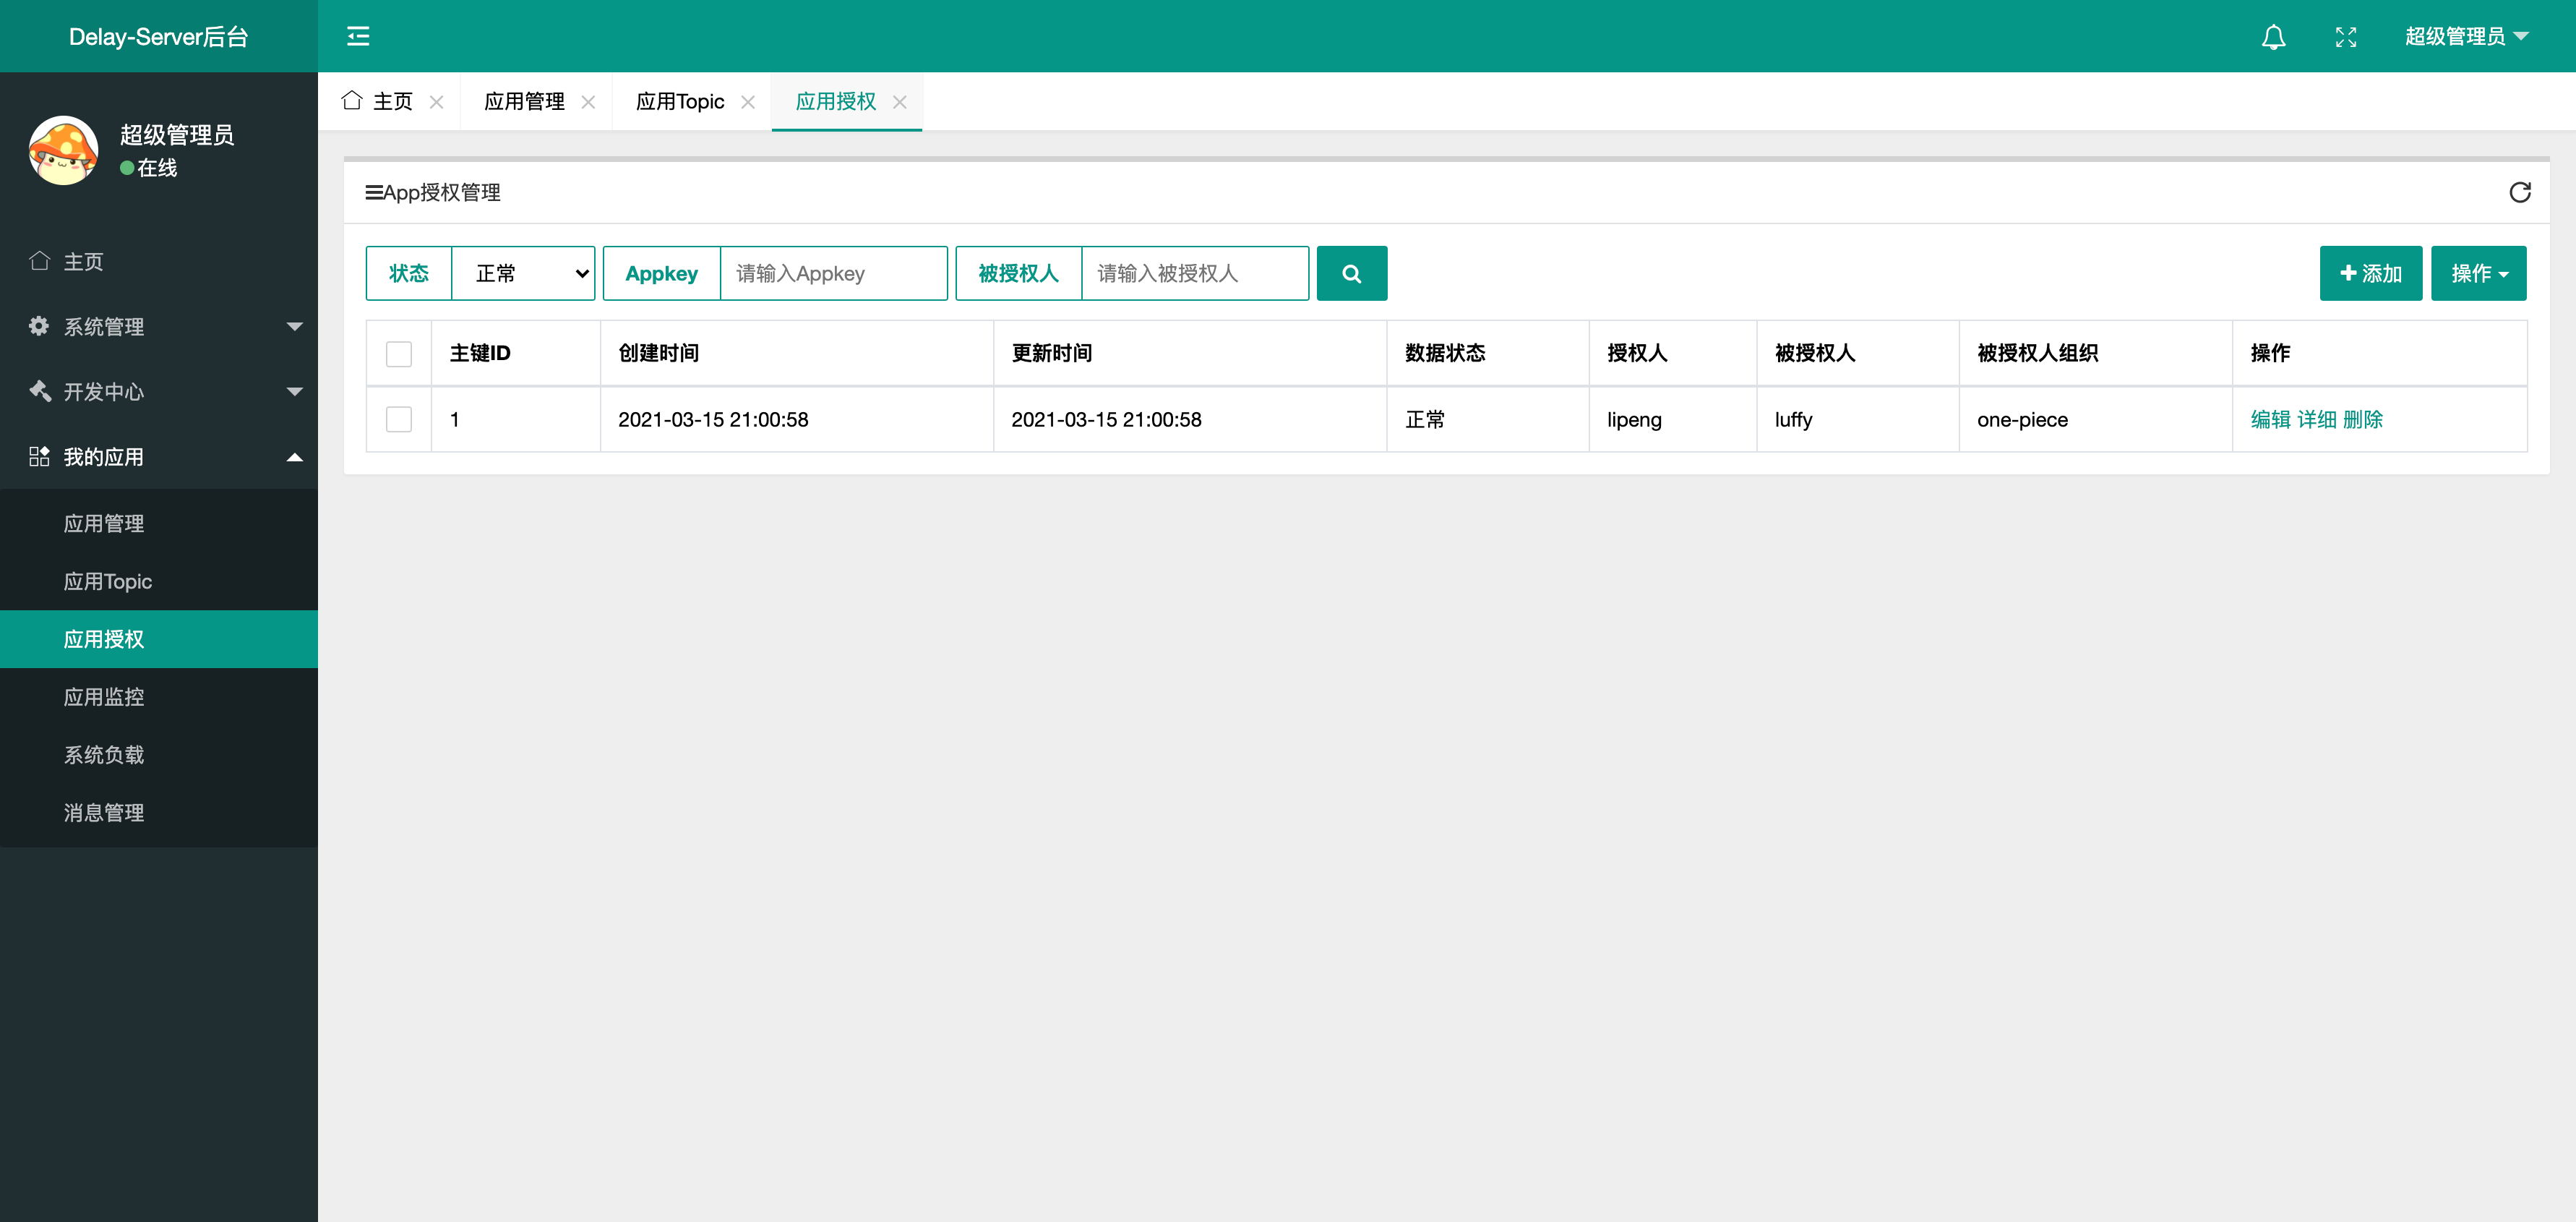 Delay-Server后台
超级管理员
主页
应用管理
应用Topic
应用授权
超级管理员
在线
主页
系统管理
开发中心
我的应用
应用管理
应用Topic
应用授权
应用监控
系统负载
消息管理
App授权管理
状态 正常 Appkey 请输入Appkey 被授权人 请输入被授权人 添加 操作
主键ID 创建时间 更新时间 数据状态 授权人 被授权人 被授权人组织 操作
1 2021-03-15 21:00:58 2021-03-15 21:00:58 正常 lipeng luffy one-piece 编辑 详细 删除